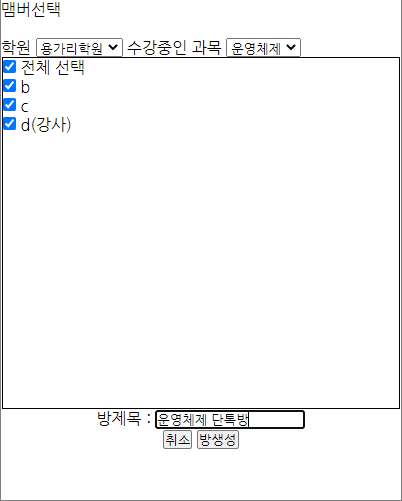 맴버선택
학원 용가리학원 수강중인 과목 운영체제
전체 선택
b
c
d(강사)
방제목 : 운영체제 단톡방
취소 방생성